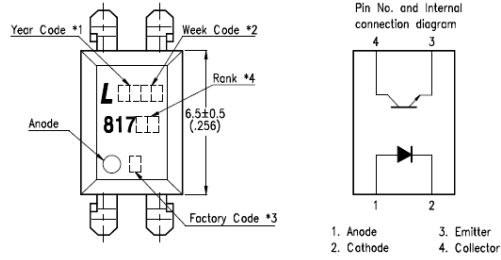 Pin No. and Internal
connection diagram
Year Code *1
Week Code *2
4 3
L
Rank *4
817
6.5±0.5
(.256)
Anode
Factory Code *3
1 2
1. Anode 3. Emitter
2. Cathode 4. Collector